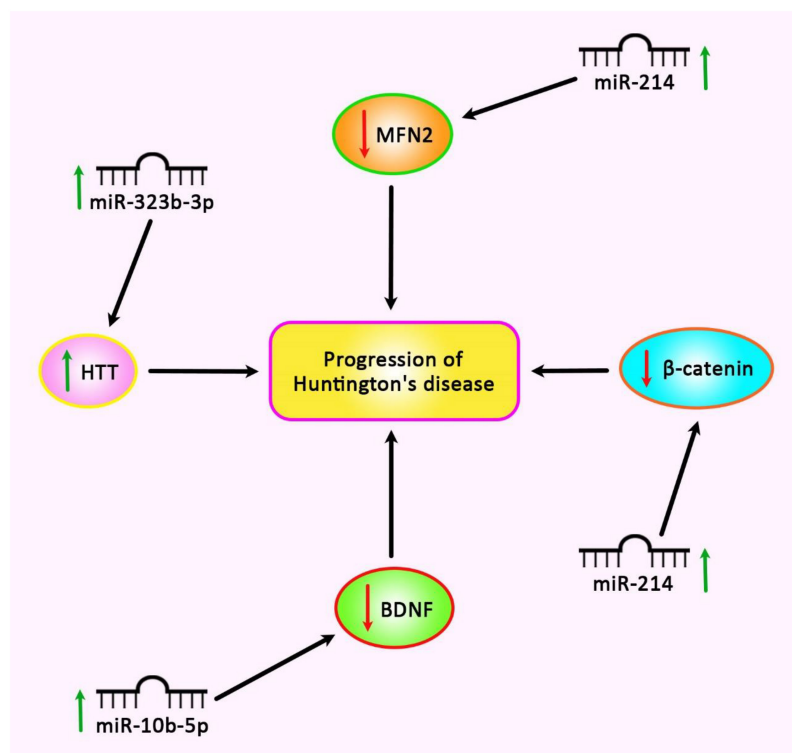 miR-214
MFN2
miR-323b-3p
Progression of
Huntington's disease
HTT
β-catenin
miR-214
BDNF
miR-10b-5p